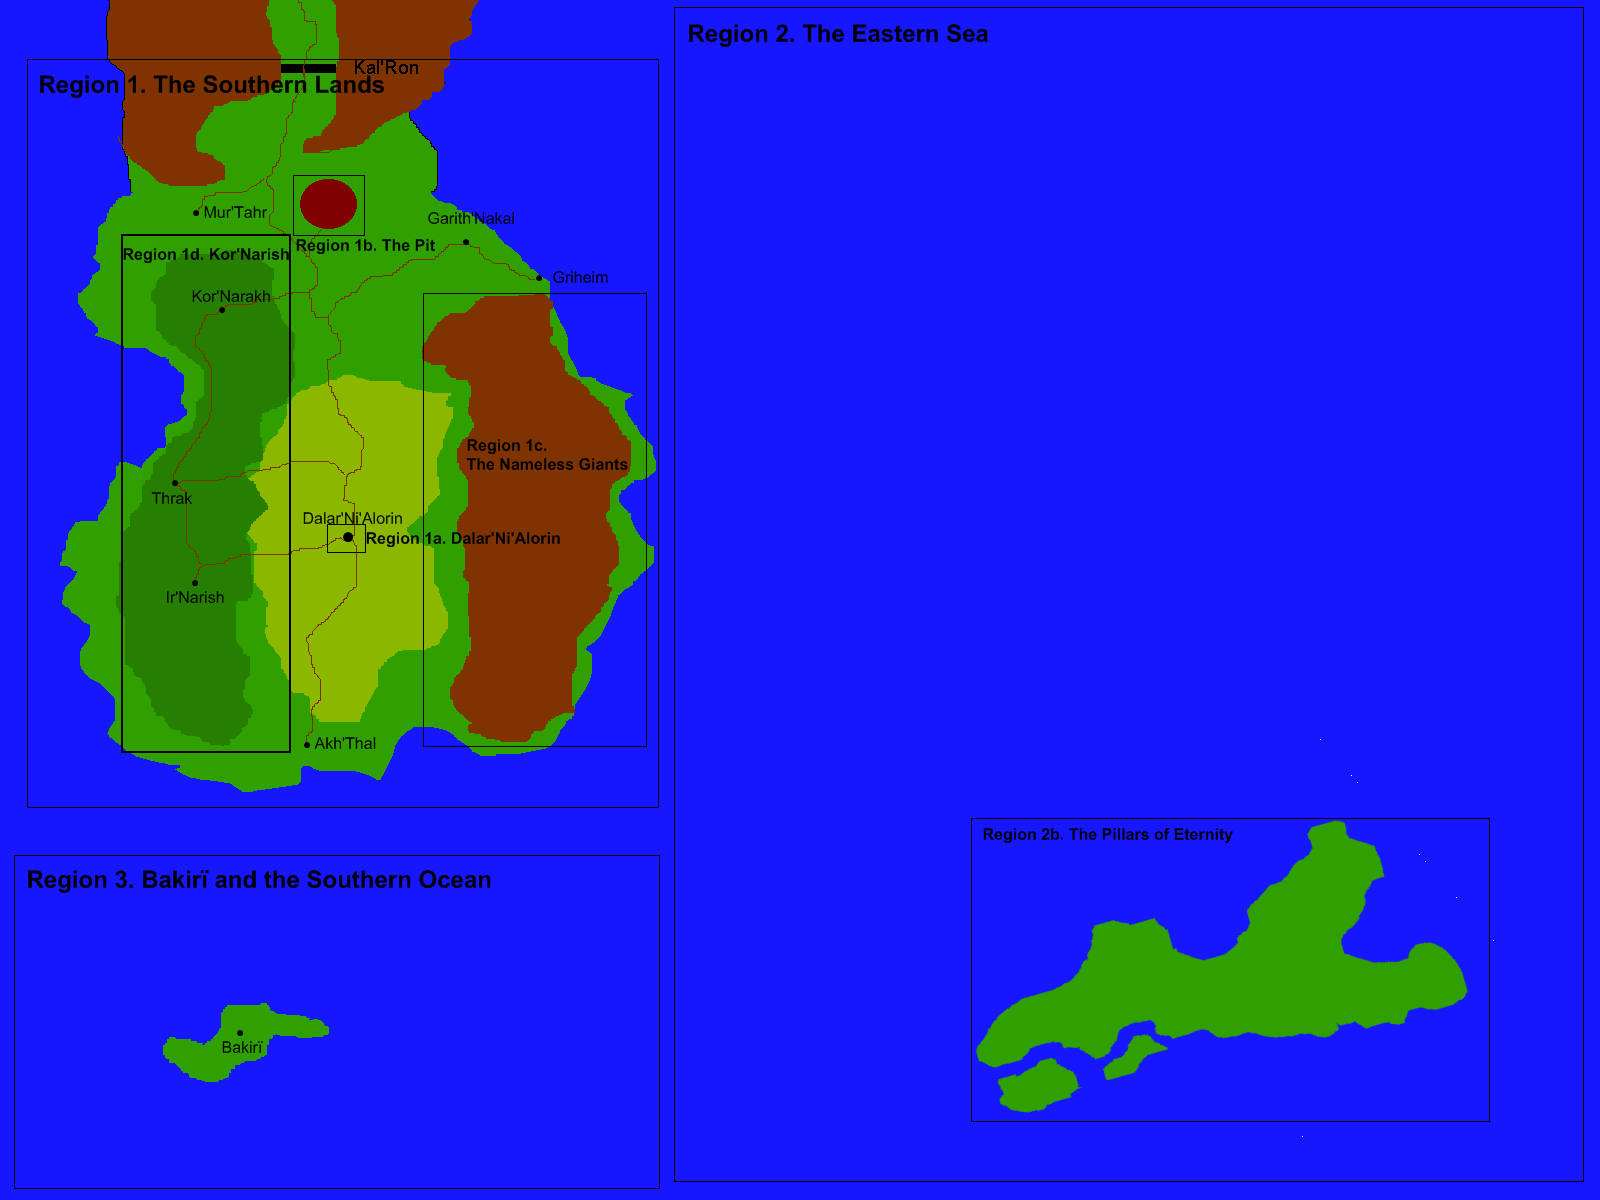 Region 2. The Eastern Sea
Kal'Ron
Region 1. The Southern Lands
Mur'Tahr
Garith'Nakal
Region 1b. The Pit
Region 1d. Kor'Narish
Griheim
Kor'Narakh
Region 1c.
The Nameless Giants
Thrak
Dalar'Ni'Alorin
Region 1a. Dalar'Ni'Alorin
Ir'Narish
Akh'Thal
Region 2b. The Pillars of Eternity
Region 3. Bakirï and the Southern Ocean
Bakirï